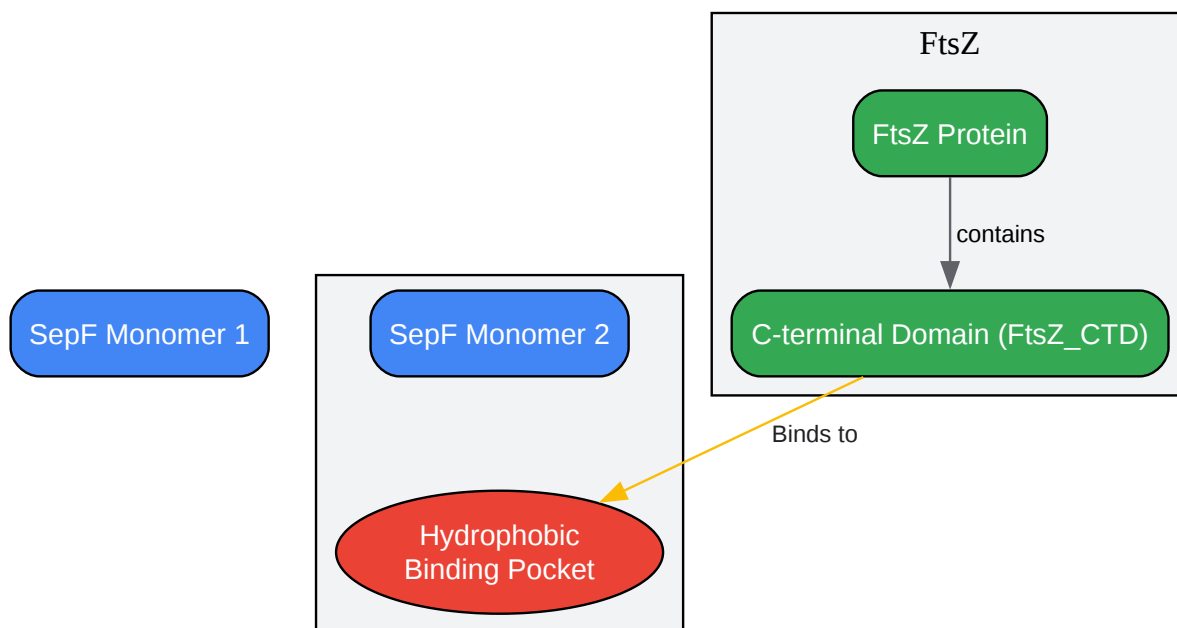 FtsZ
FtsZ Protein
contains
SepF Monomer 1
SepF Monomer 2
C-terminal Domain (FtsZ_CTD)
Binds to
Hydrophobic
Binding Pocket